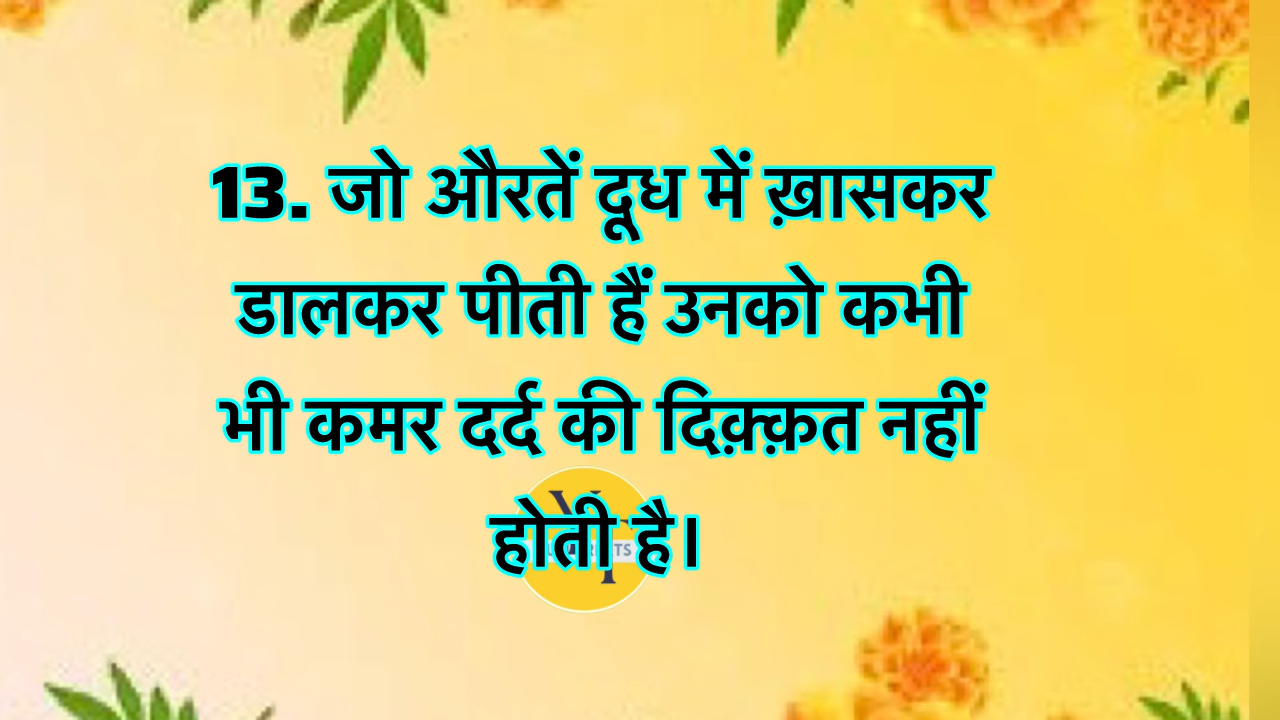 13. जो औरतें दूध में ख़ासकर
डालकर पीती हैं उनको कभी
भी कमर दर्द की दिक़्क़त नहीं
होती है।